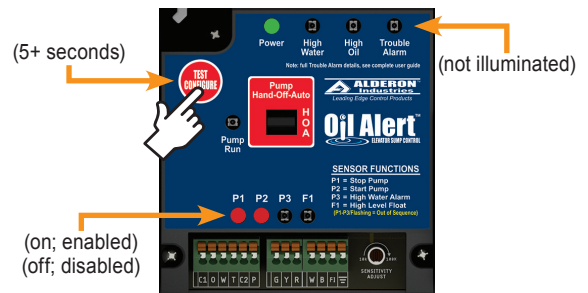 (5+ seconds)
Power
High Water
High Oil
Trouble Alarm
(not illuminated)
Note: full Trouble Alarm details, see complete user guide
TEST
CONFIGURE
Pump
Hand-Off-Auto
H
O
A
ALDERON
Industries
Leading Edge Control Products
Oil Alert™
ELEVATOR SUMP CONTROL
Pump Run
SENSOR FUNCTIONS
P1 = Stop Pump
P2 = Start Pump
P3 = High Water Alarm
F1 = High Level Float
(P1-P3/Flashing = Out of Sequence)
P1 P2 P3 F1
(on; enabled)
(off; disabled)
C1 O W T C2 P
G Y R
W B F1
SENSITIVITY
ADJUST